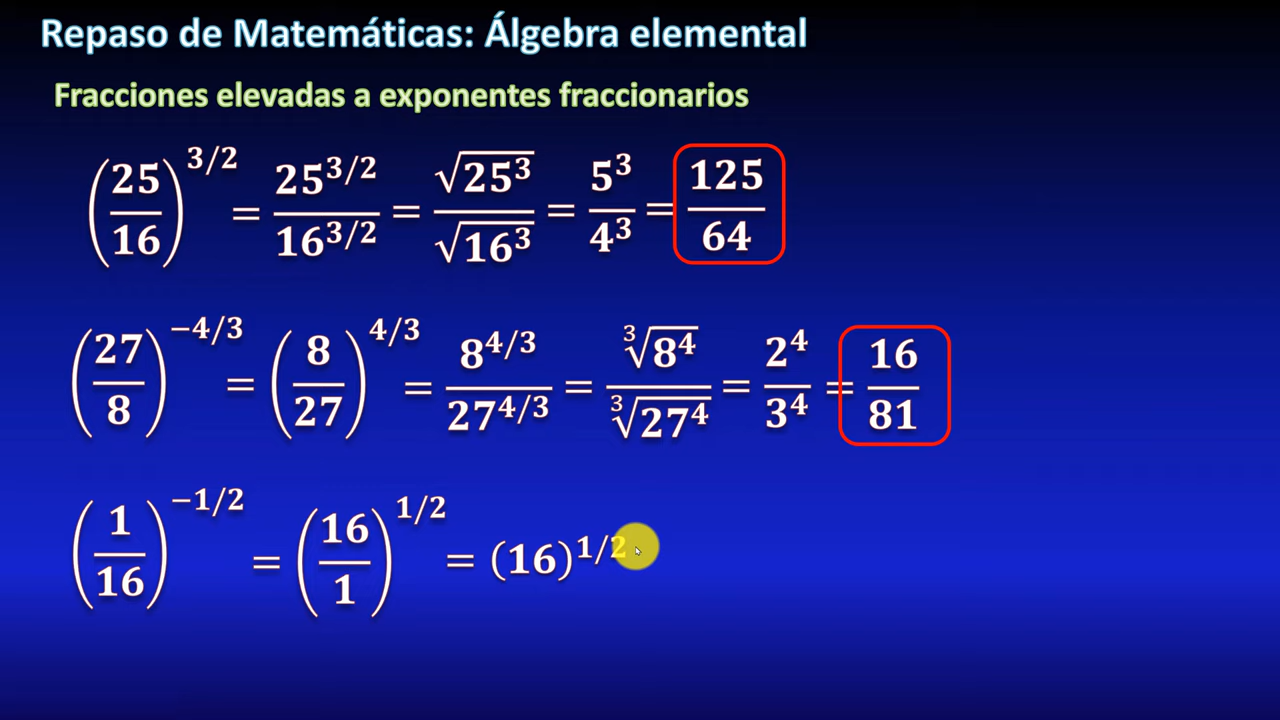 Repaso de Matemáticas: Álgebra elemental
Fracciones elevadas a exponentes fraccionarios
(25/16)^{3/2} = 25^{3/2}/16^{3/2} = √(25³)/√(16³) = 5³/4³ = 125/64
(27/8)^{−4/3} = (8/27)^{4/3} = 8^{4/3}/27^{4/3} = ∛(8⁴)/∛(27⁴) = 2⁴/3⁴ = 16/81
(1/16)^{−1/2} = (16/1)^{1/2} = (16)^{1/2}